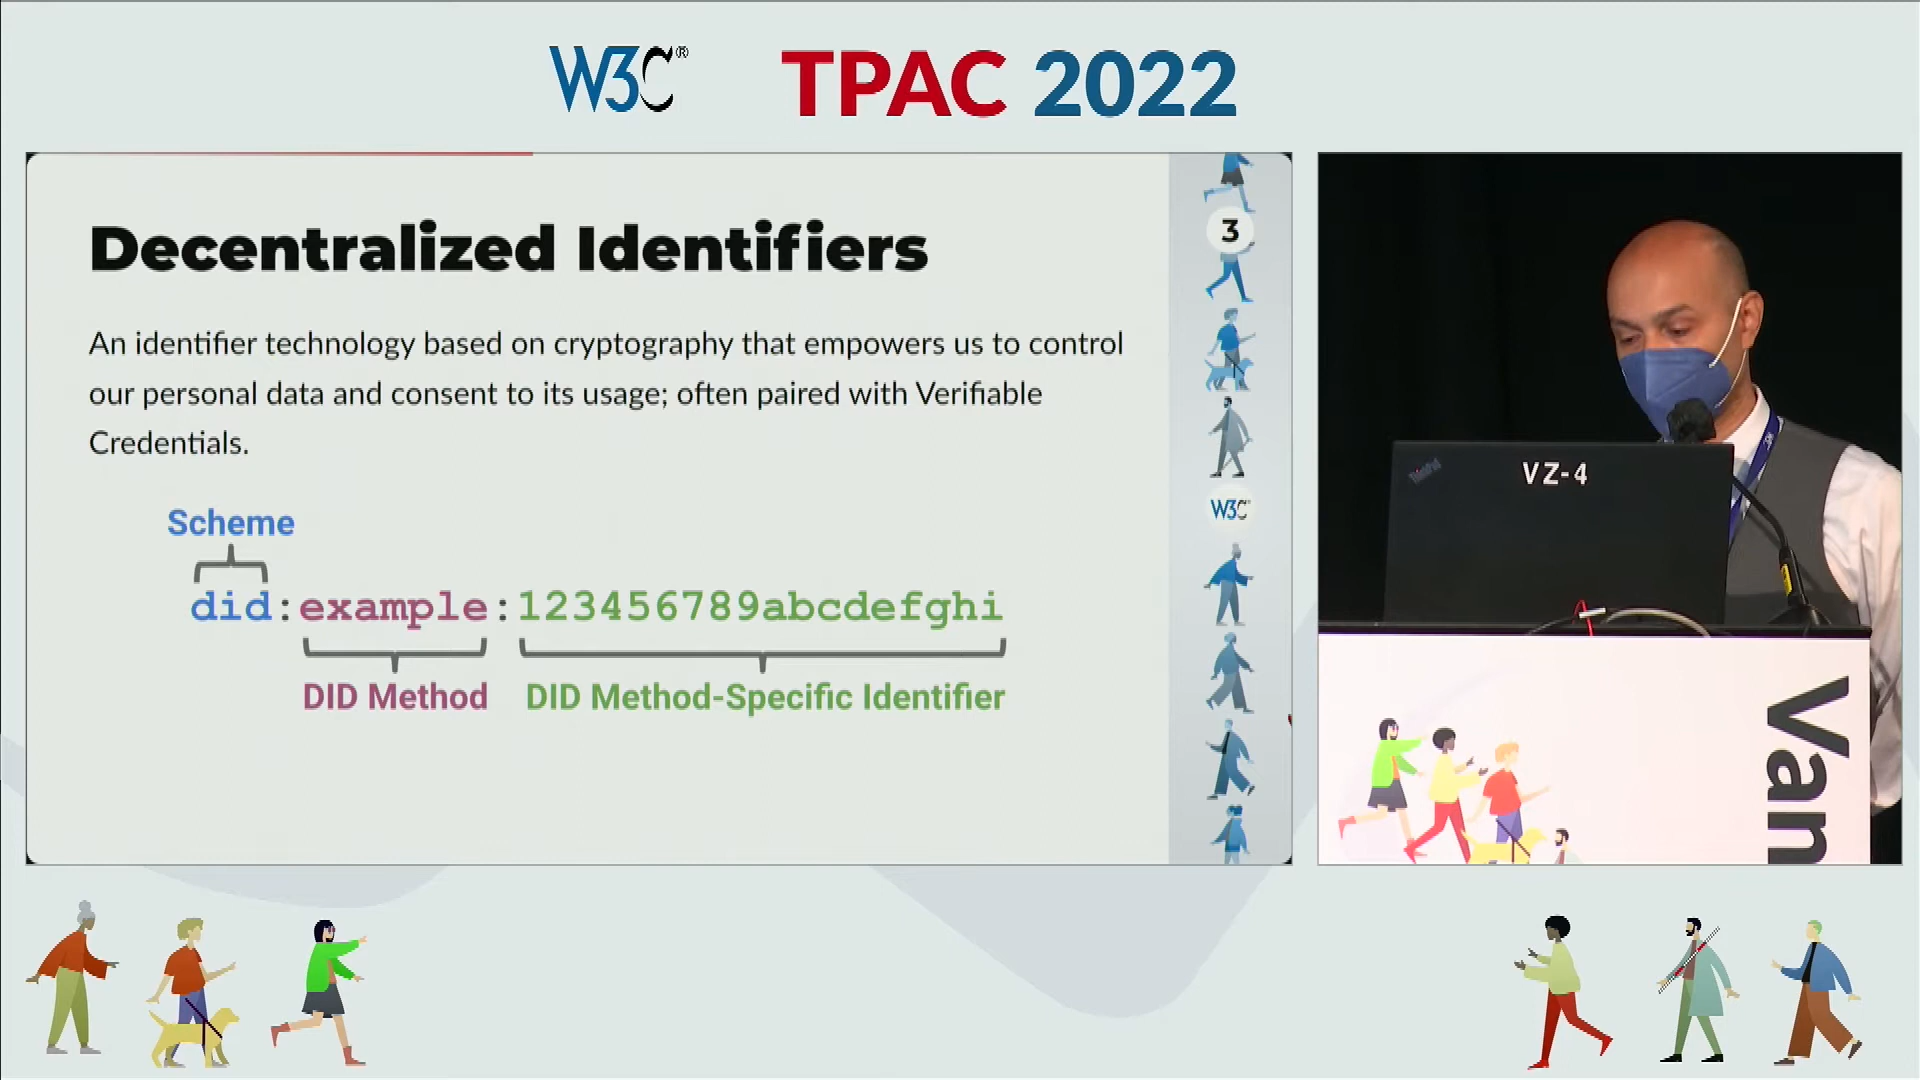 W3C®
TPAC 2022
Decentralized Identifiers
An identifier technology based on cryptography that empowers us to control
our personal data and consent to its usage; often paired with Verifiable
Credentials.
Scheme
did:example:123456789abcdefghi
DID Method
DID Method-Specific Identifier
3
W3C
ThinkPad
VZ-4
Van